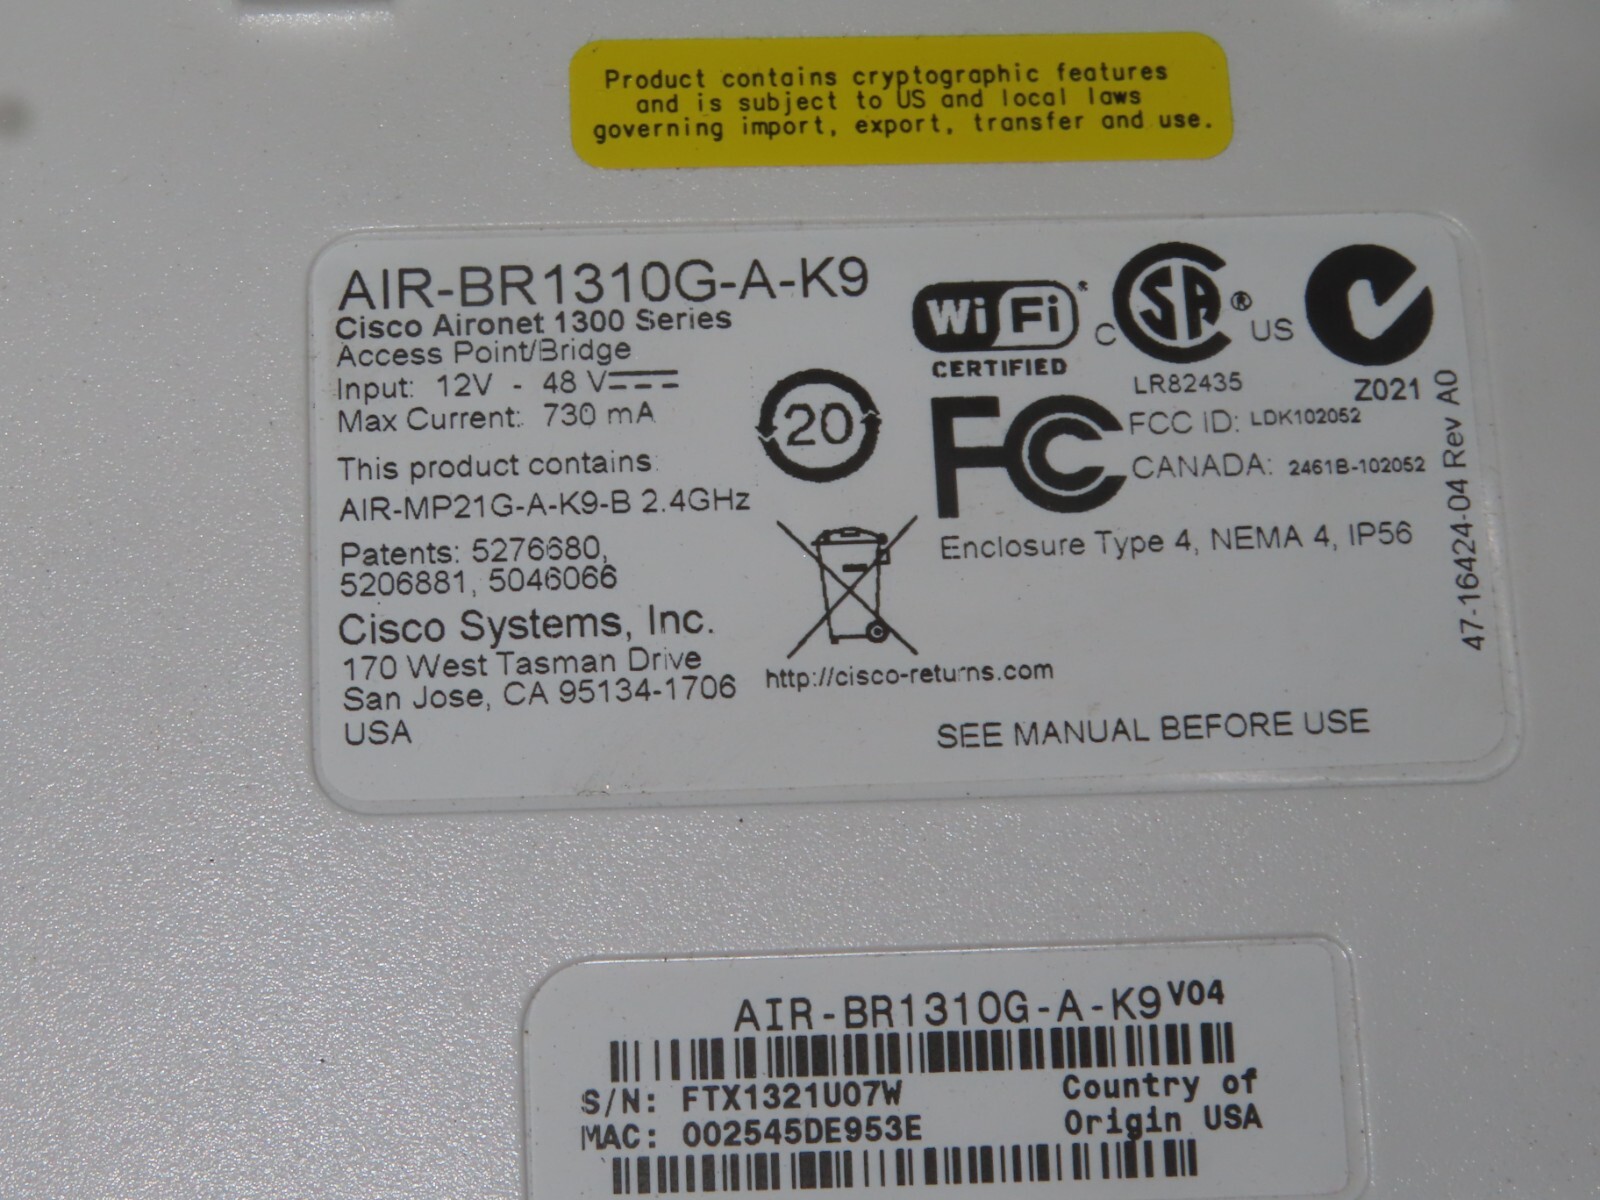 Product contains cryptographic features
and is subject to US and local laws
governing import, export, transfer and use.
AIR-BR1310G-A-K9
Cisco Aironet 1300 Series
Access Point/Bridge
Input: 12V - 48 V
Max Current: 730 mA
This product contains:
AIR-MP21G-A-K9-B 2.4GHz
Patents: 5276680,
5206881, 5046066
Cisco Systems, Inc.
170 West Tasman Drive
San Jose, CA 95134-1706
USA
20
http://cisco-returns.com
Wi Fi ®
CERTIFIED
C SA ® US
LR82435
Z021
FC FCC ID: LDK102052
CANADA: 2461B-102052
Enclosure Type 4, NEMA 4, IP56
SEE MANUAL BEFORE USE
47-16424-04 Rev A0
AIR-BR1310G-A-K9 V04
S/N: FTX1321U07W
MAC: 002545DE953E
Country of
Origin USA